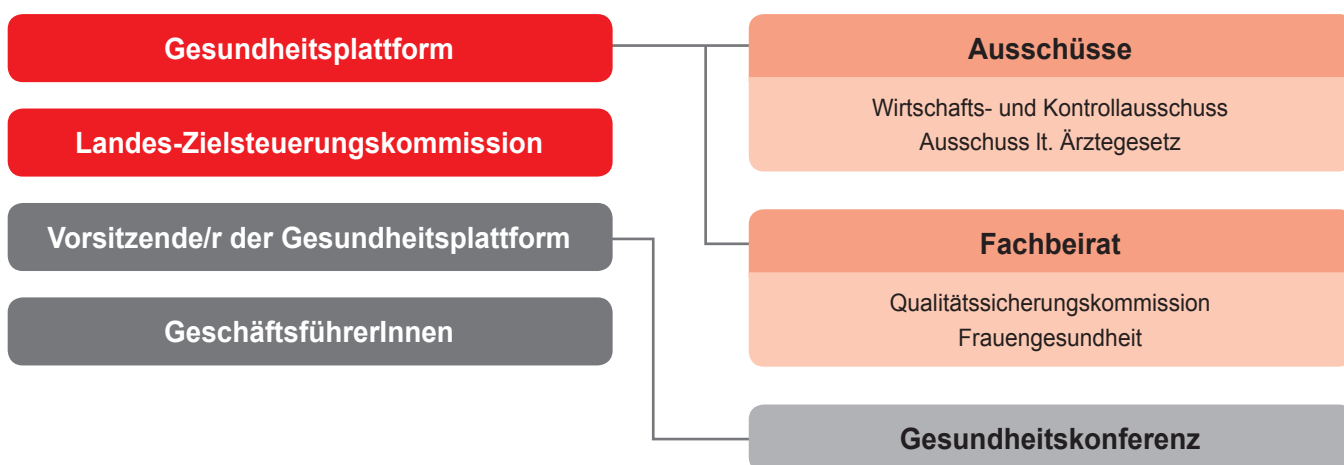 Gesundheitsplattform
Landes-Zielsteuerungskommission
Vorsitzende/r der Gesundheitsplattform
GeschäftsführerInnen
Ausschüsse
Wirtschafts- und Kontrollausschuss
Ausschuss lt. Ärztegesetz
Fachbeirat
Qualitätssicherungskommission
Frauengesundheit
Gesundheitskonferenz